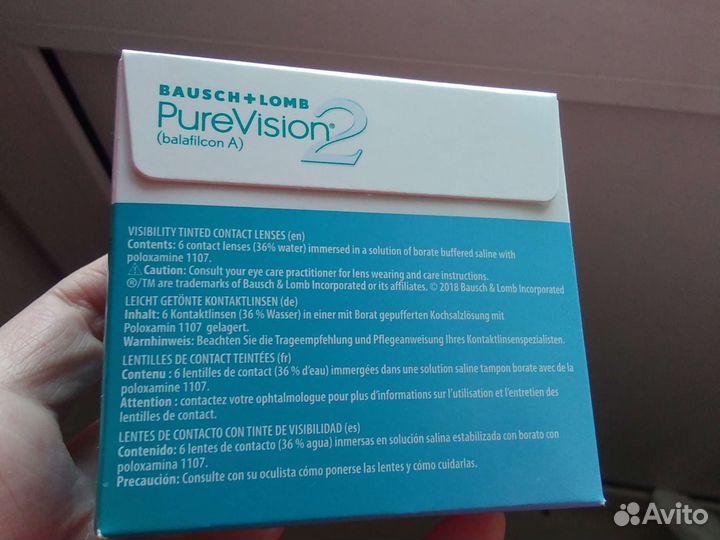 BAUSCH+LOMB
PureVision®2
(balafilcon A)
VISIBILITY TINTED CONTACT LENSES (en)
Contents: 6 contact lenses (36% water) immersed in a solution of borate buffered saline with
poloxamine 1107.
⚠ Caution: Consult your eye care practitioner for lens wearing and care instructions.
®/TM are trademarks of Bausch & Lomb Incorporated or its affiliates. © 2018 Bausch & Lomb Incorporated
LEICHT GETÖNTE KONTAKTLINSEN (de)
Inhalt: 6 Kontaktlinsen (36 % Wasser) in einer mit Borat gepufferten Kochsalzlösung mit
Poloxamin 1107 gelagert.
Warnhinweis: Beachten Sie die Trageempfehlung und Pflegeanweisung Ihres Kontaktlinsenspezialisten.
LENTILLES DE CONTACT TEINTÉES (fr)
Contenu : 6 lentilles de contact (36 % d'eau) immergées dans une solution saline tampon borate avec de la
poloxamine 1107.
Attention : contactez votre ophtalmologue pour plus d'informations sur l'utilisation et l'entretien des
lentilles de contact.
LENTES DE CONTACTO CON TINTE DE VISIBILIDAD (es)
Contenido: 6 lentes de contacto (36 % agua) inmersas en solución salina estabilizada con borato con
poloxamina 1107.
Precaución: Consulte con su oculista cómo ponerse las lentes y cómo cuidarlas.
Avito